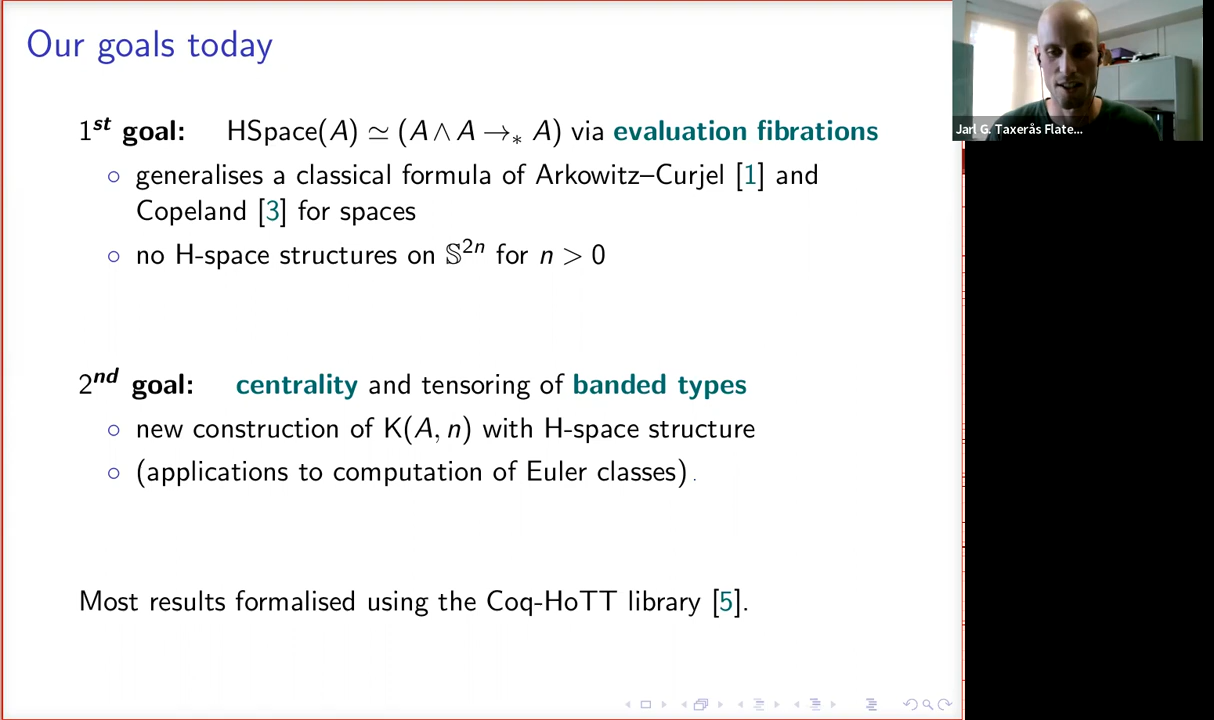 Our goals today
1st goal: HSpace(A) ≃ (A ∧ A →∗ A) via evaluation fibrations
○ generalises a classical formula of Arkowitz–Curjel [1] and
Copeland [3] for spaces
○ no H-space structures on 𝕊²ⁿ for n > 0
2nd goal: centrality and tensoring of banded types
○ new construction of K(A, n) with H-space structure
○ (applications to computation of Euler classes).
Most results formalised using the Coq-HoTT library [5].
Jarl G. Taxerås Flate...